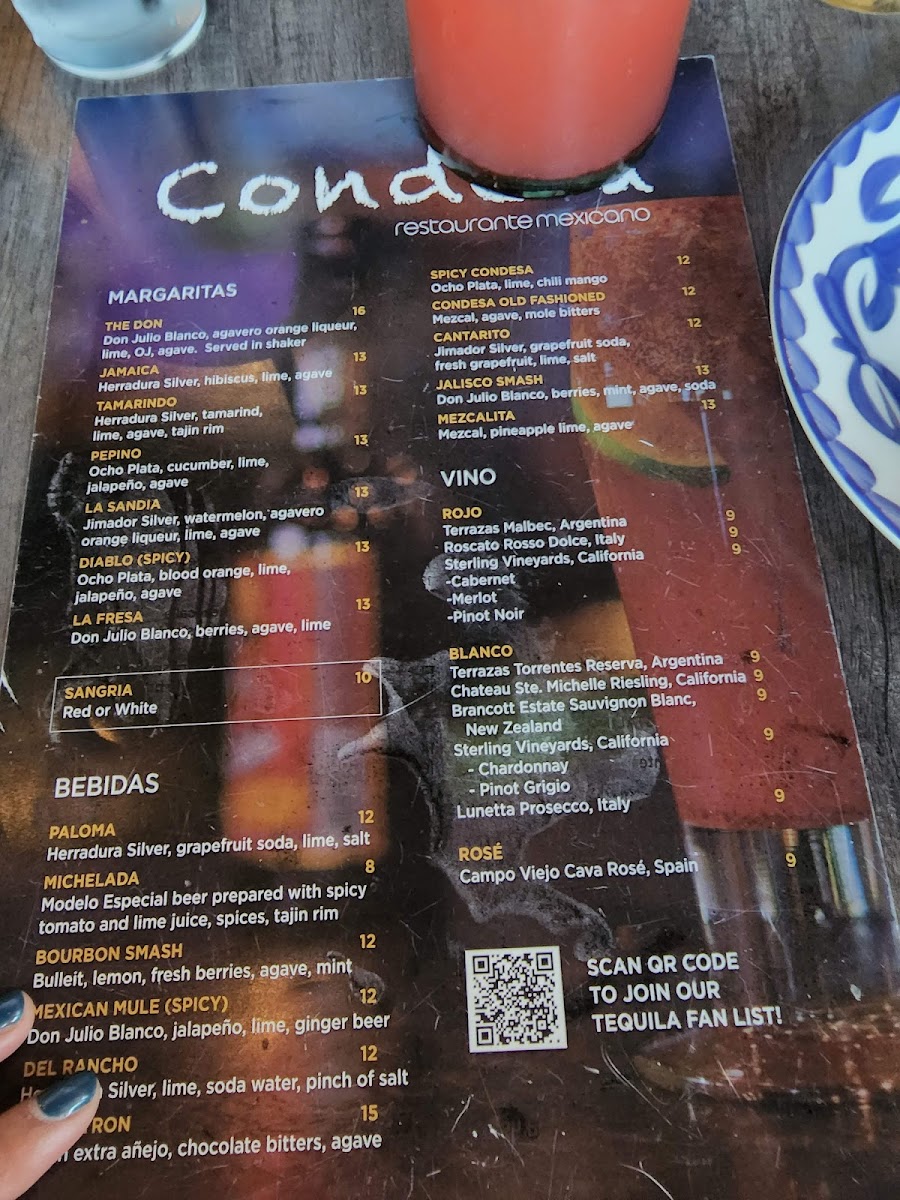 restaurante mexicano
MARGARITAS
THE DON 16
Don Julio Blanco, agavero orange liqueur,
lime, OJ, agave. Served in shaker
JAMAICA 13
Herradura Silver, hibiscus, lime, agave
TAMARINDO 13
Herradura Silver, tamarind,
lime, agave, tajin rim
PEPINO 13
Ocho Plata, cucumber, lime,
jalapeño, agave
LA SANDIA 13
Jimador Silver, watermelon, agavero
orange liqueur, lime, agave
DIABLO (SPICY) 13
Ocho Plata, blood orange, lime,
jalapeño, agave
LA FRESA 13
Don Julio Blanco, berries, agave, lime
SANGRIA 10
Red or White
BEBIDAS
PALOMA 12
Herradura Silver, grapefruit soda, lime, salt
MICHELADA 8
Modelo Especial beer prepared with spicy
tomato and lime juice, spices, tajin rim
BOURBON SMASH 12
Bulleit, lemon, fresh berries, agave, mint
MEXICAN MULE (SPICY) 12
Don Julio Blanco, jalapeño, lime, ginger beer
DEL RANCHO 12
Silver, lime, soda water, pinch of salt
15
extra añejo, chocolate bitters, agave
SPICY CONDESA 12
Ocho Plata, lime, chili mango
CONDESA OLD FASHIONED 12
Mezcal, agave, mole bitters
CANTARITO 12
Jimador Silver, grapefruit soda,
fresh grapefruit, lime, salt
JALISCO SMASH 13
Don Julio Blanco, berries, mint, agave, soda
MEZCALITA 13
Mezcal, pineapple lime, agave
VINO
ROJO
Terrazas Malbec, Argentina 9
Roscato Rosso Dolce, Italy 9
Sterling Vineyards, California 9
-Cabernet
-Merlot
-Pinot Noir
BLANCO
Terrazas Torrentes Reserva, Argentina 9
Chateau Ste. Michelle Riesling, California 9
Brancott Estate Sauvignon Blanc, 9
New Zealand
Sterling Vineyards, California 9
- Chardonnay
- Pinot Grigio
Lunetta Prosecco, Italy 9
ROSÉ
Campo Viejo Cava Rosé, Spain 9
SCAN QR CODE
TO JOIN OUR
TEQUILA FAN LIST!